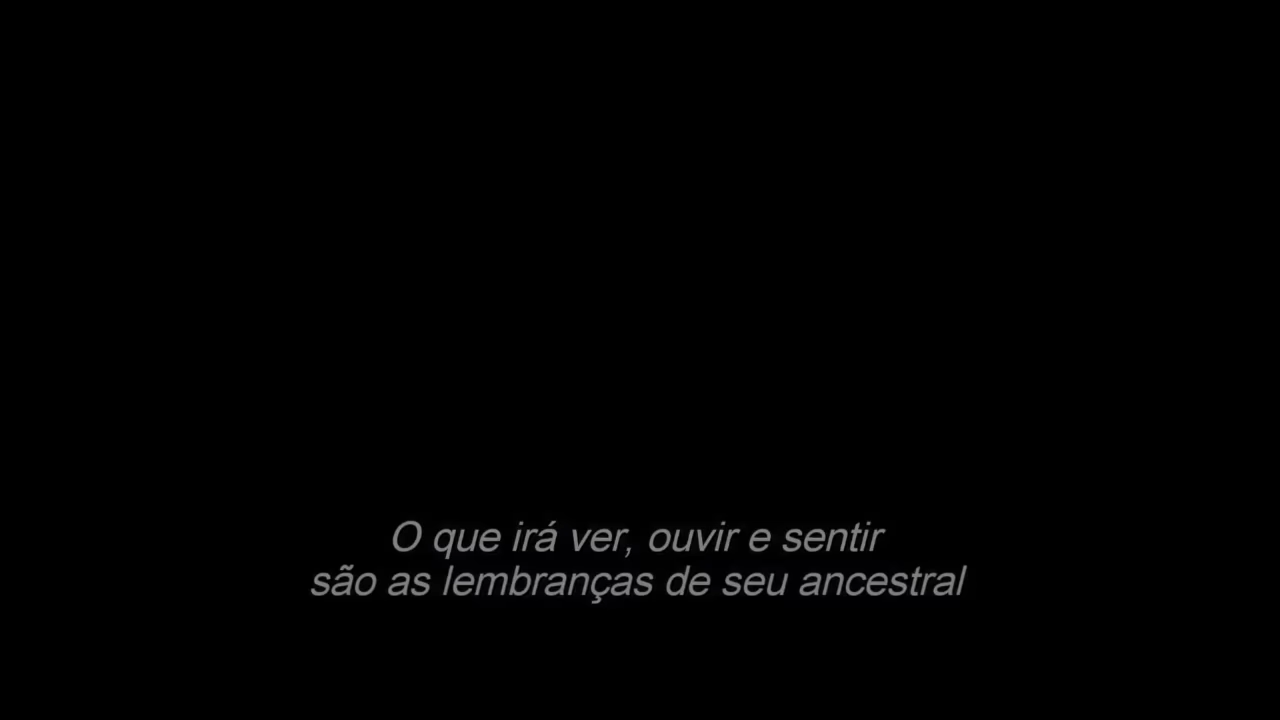 O que irá ver, ouvir e sentir
são as lembranças de seu ancestral